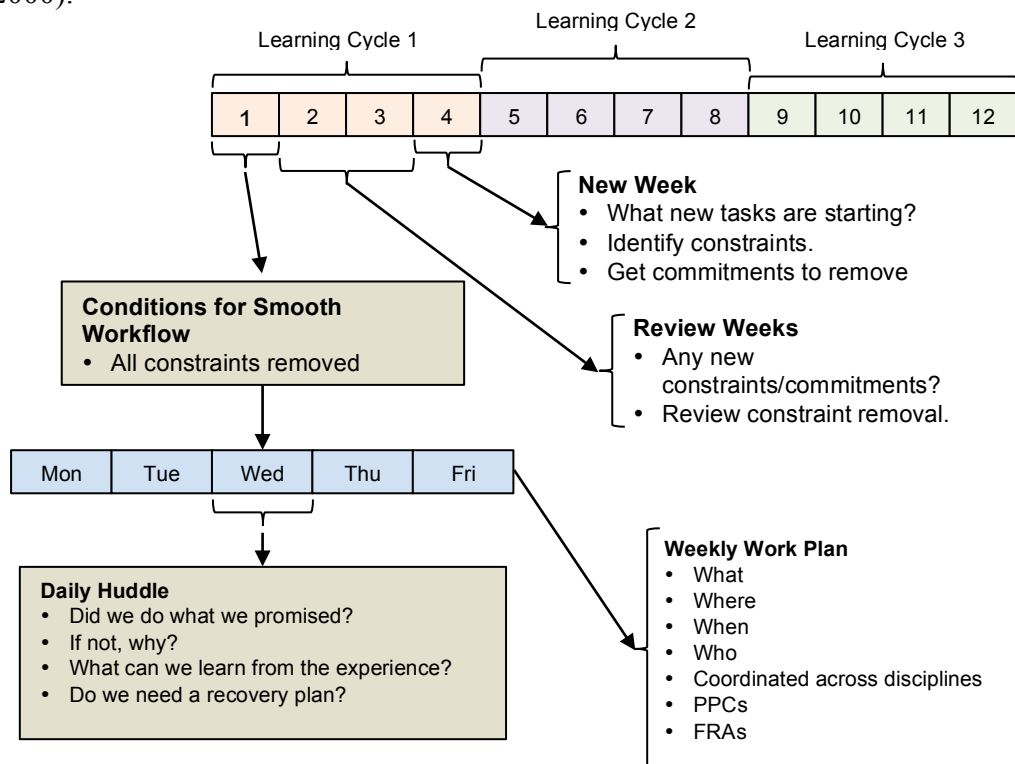 2000).
Learning Cycle 1
Learning Cycle 2
Learning Cycle 3
1 2 3 4 5 6 7 8 9 10 11 12
New Week
• What new tasks are starting?
• Identify constraints.
• Get commitments to remove
Conditions for Smooth
Workflow
• All constraints removed
Review Weeks
• Any new
constraints/commitments?
• Review constraint removal.
Mon Tue Wed Thu Fri
Daily Huddle
• Did we do what we promised?
• If not, why?
• What can we learn from the experience?
• Do we need a recovery plan?
Weekly Work Plan
• What
• Where
• When
• Who
• Coordinated across disciplines
• PPCs
• FRAs